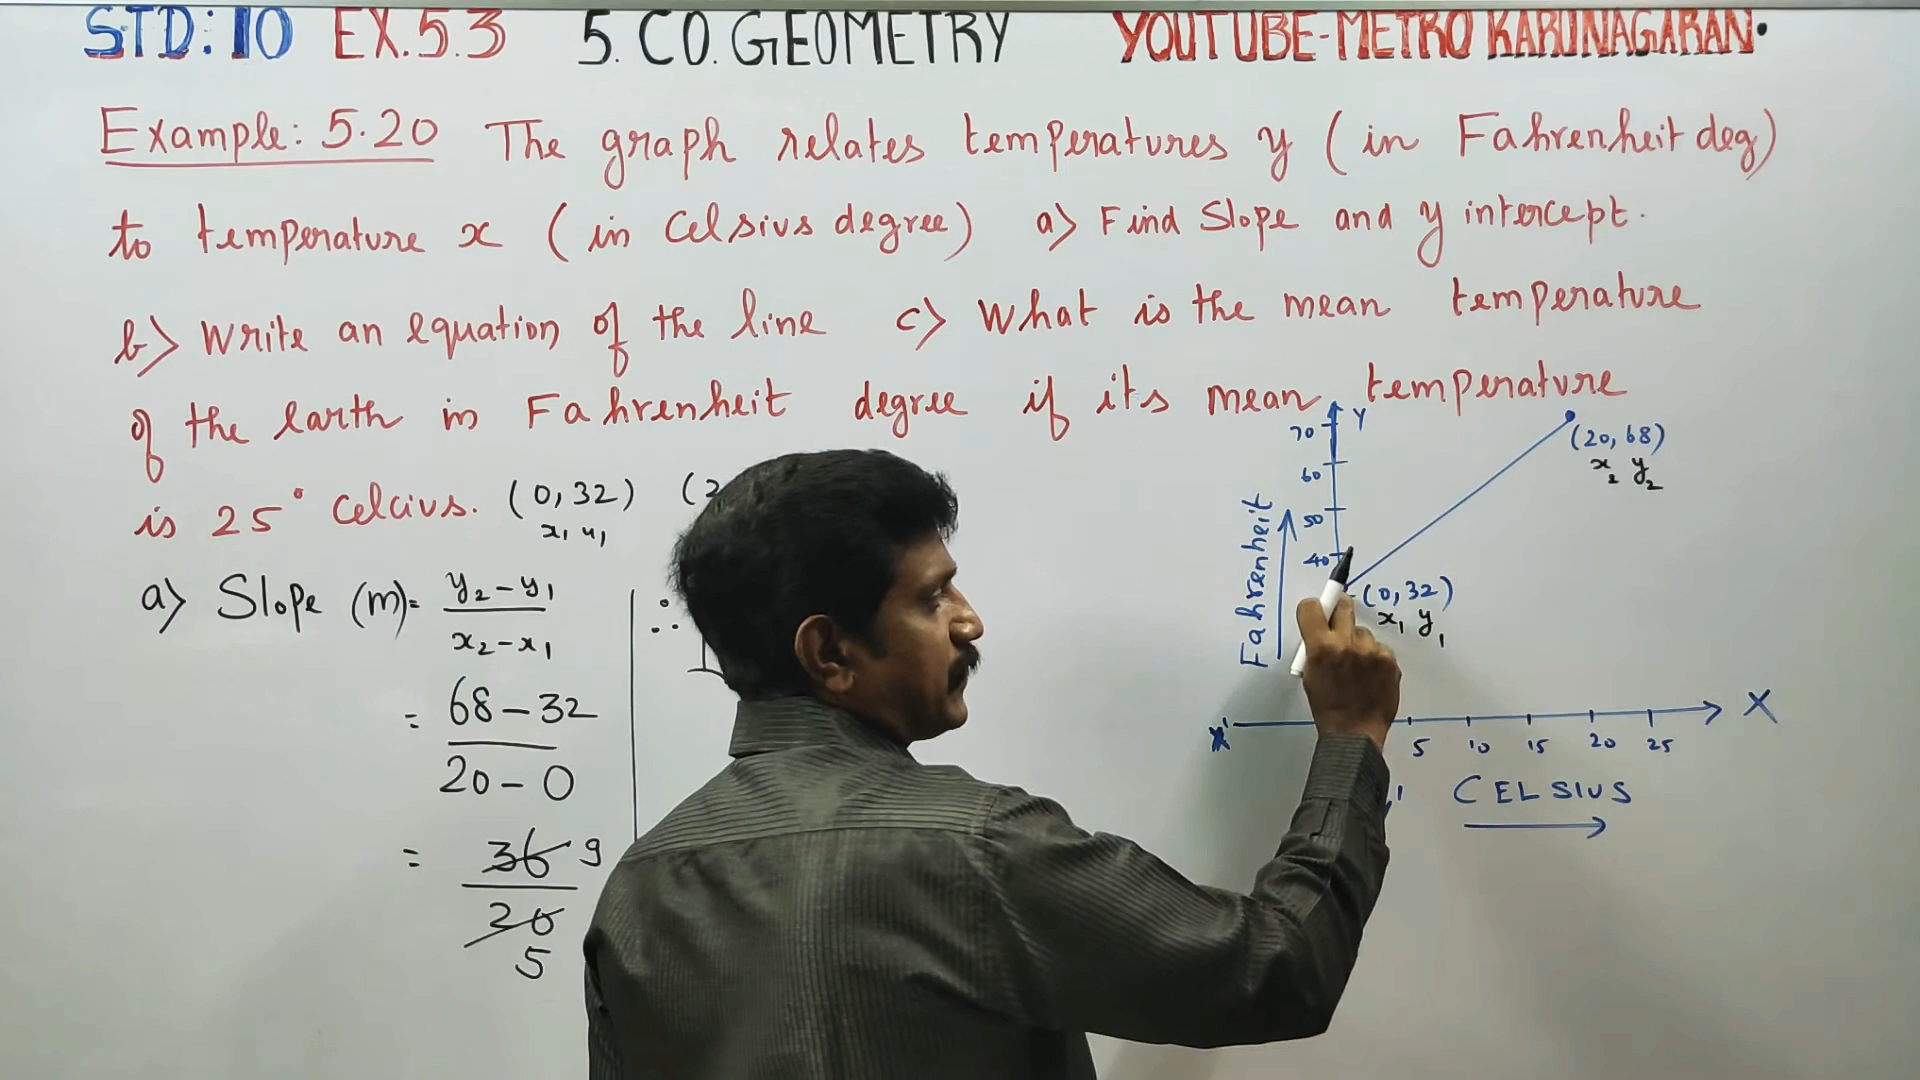 STD: 10 EX.5.3 5. CO. GEOMETRY YOUTUBE-METRO KARUNAGARAN.
Example: 5.20 The graph relates temperatures y (in Fahrenheit deg)
to temperature x (in Celsius degree) a) Find Slope and y intercept.
b) Write an equation of the line c) What is the mean temperature
of the earth in Fahrenheit degree if its mean temperature
is 25° Celcius. (0, 32) (2
x₁ y₁
a) Slope (m) = y₂ - y₁
x₂ - x₁
= 68 - 32
20 - 0
= 36 9
20
5
∴
Y
70
60
50
40
(20, 68)
x₂ y₂
(0, 32)
x₁ y₁
Fahrenheit
X' X
5 10 15 20 25
CELSIUS